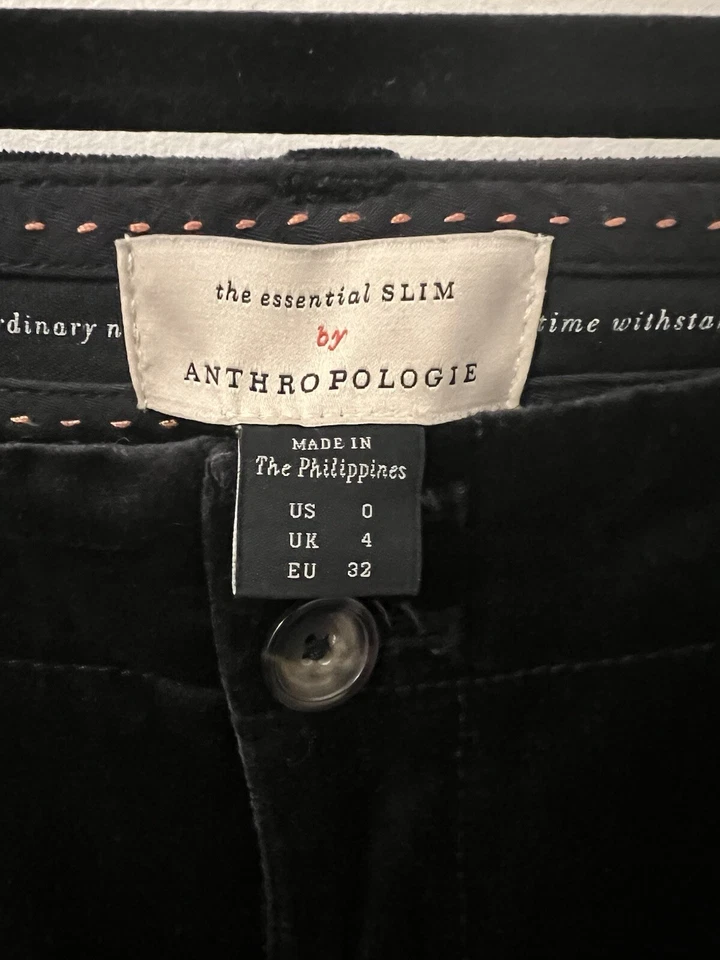 the essential SLIM
by
ANTHROPOLOGIE
time
MADE IN
The Philippines
US 0
UK 4
EU 32